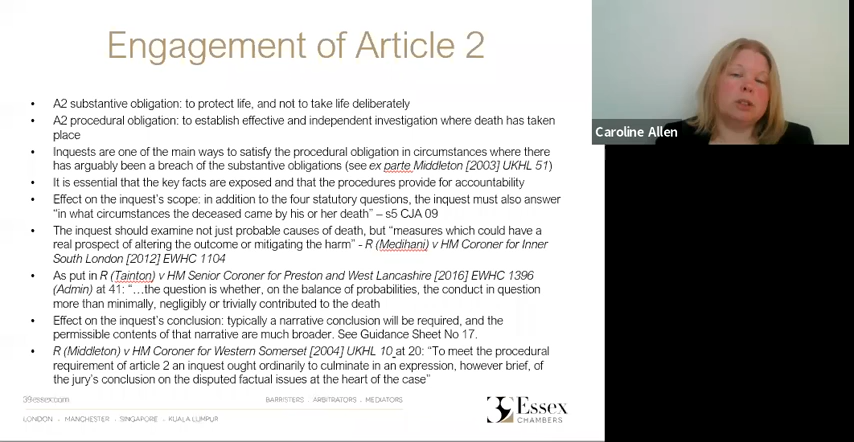 Engagement of Article 2
• A2 substantive obligation: to protect life, and not to take life deliberately
• A2 procedural obligation: to establish effective and independent investigation where death has taken
place
• Inquests are one of the main ways to satisfy the procedural obligation in circumstances where there
has arguably been a breach of the substantive obligations (see ex parte Middleton [2003] UKHL 51)
• It is essential that the key facts are exposed and that the procedures provide for accountability
• Effect on the inquest's scope: in addition to the four statutory questions, the inquest must also answer
"in what circumstances the deceased came by his or her death" – s5 CJA 09
• The inquest should examine not just probable causes of death, but "measures which could have a
real prospect of altering the outcome or mitigating the harm" - R (Medihani) v HM Coroner for Inner
South London [2012] EWHC 1104
• As put in R (Tainton) v HM Senior Coroner for Preston and West Lancashire [2016] EWHC 1396
(Admin) at 41: "…the question is whether, on the balance of probabilities, the conduct in question
more than minimally, negligibly or trivially contributed to the death
• Effect on the inquest's conclusion: typically a narrative conclusion will be required, and the
permissible contents of that narrative are much broader. See Guidance Sheet No 17.
• R (Middleton) v HM Coroner for Western Somerset [2004] UKHL 10 at 20: "To meet the procedural
requirement of article 2 an inquest ought ordinarily to culminate in an expression, however brief, of
the jury's conclusion on the disputed factual issues at the heart of the case"
39essex.com
BARRISTERS . ARBITRATORS . MEDIATORS
LONDON . MANCHESTER . SINGAPORE . KUALA LUMPUR
39 Essex
CHAMBERS
Caroline Allen